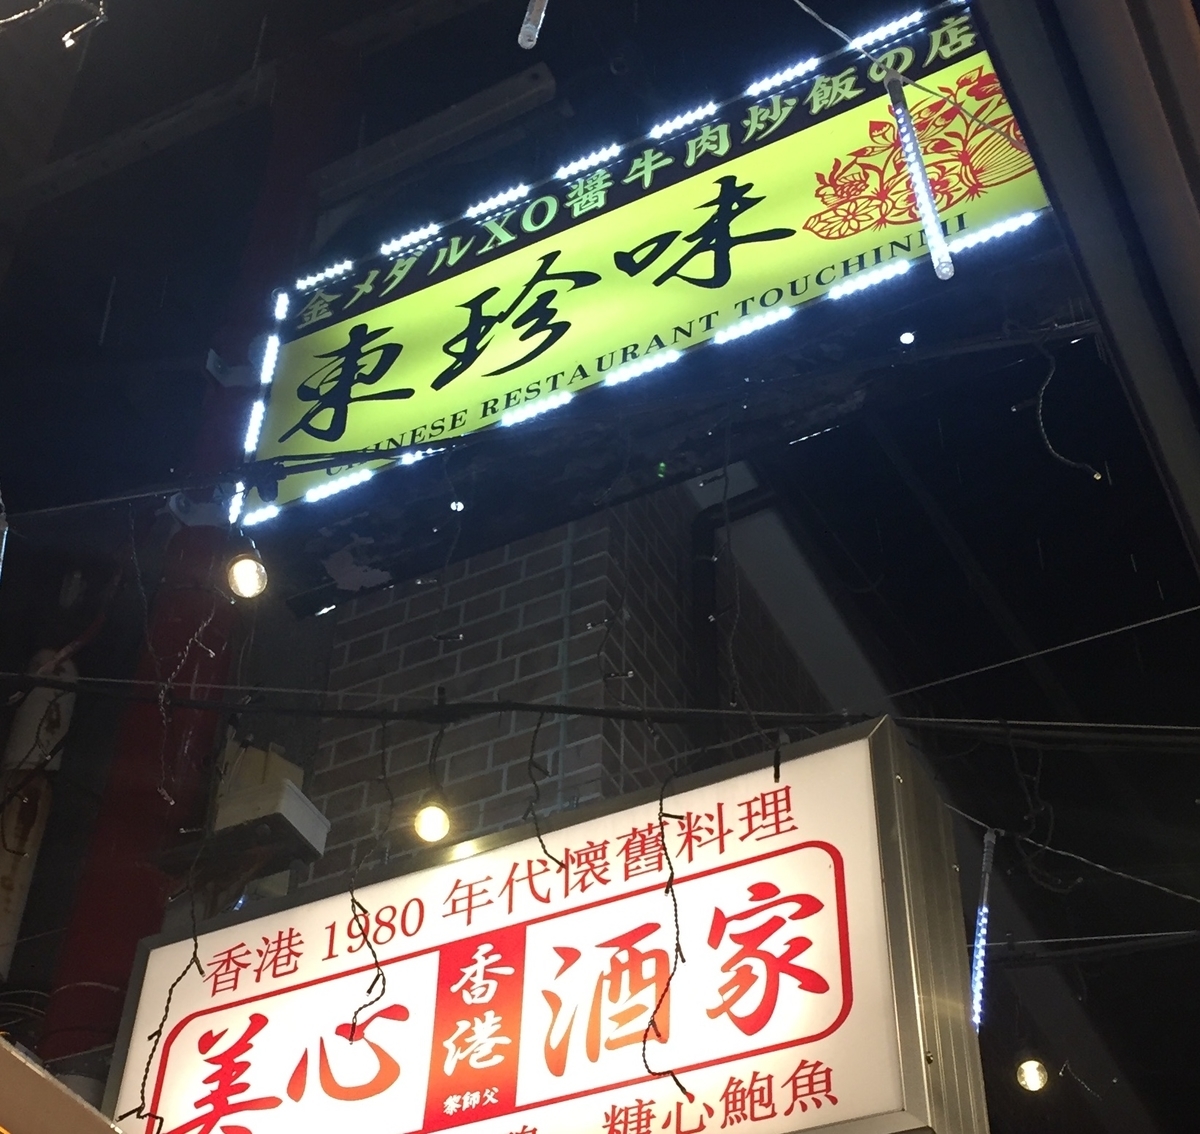 金メダルXO醤牛肉炒飯の店
東珍味
CHINESE RESTAURANT TOUCHINMI
香港 1980 年代懷舊料理
美心 香港 酒家
黎師父
糖心鮑魚